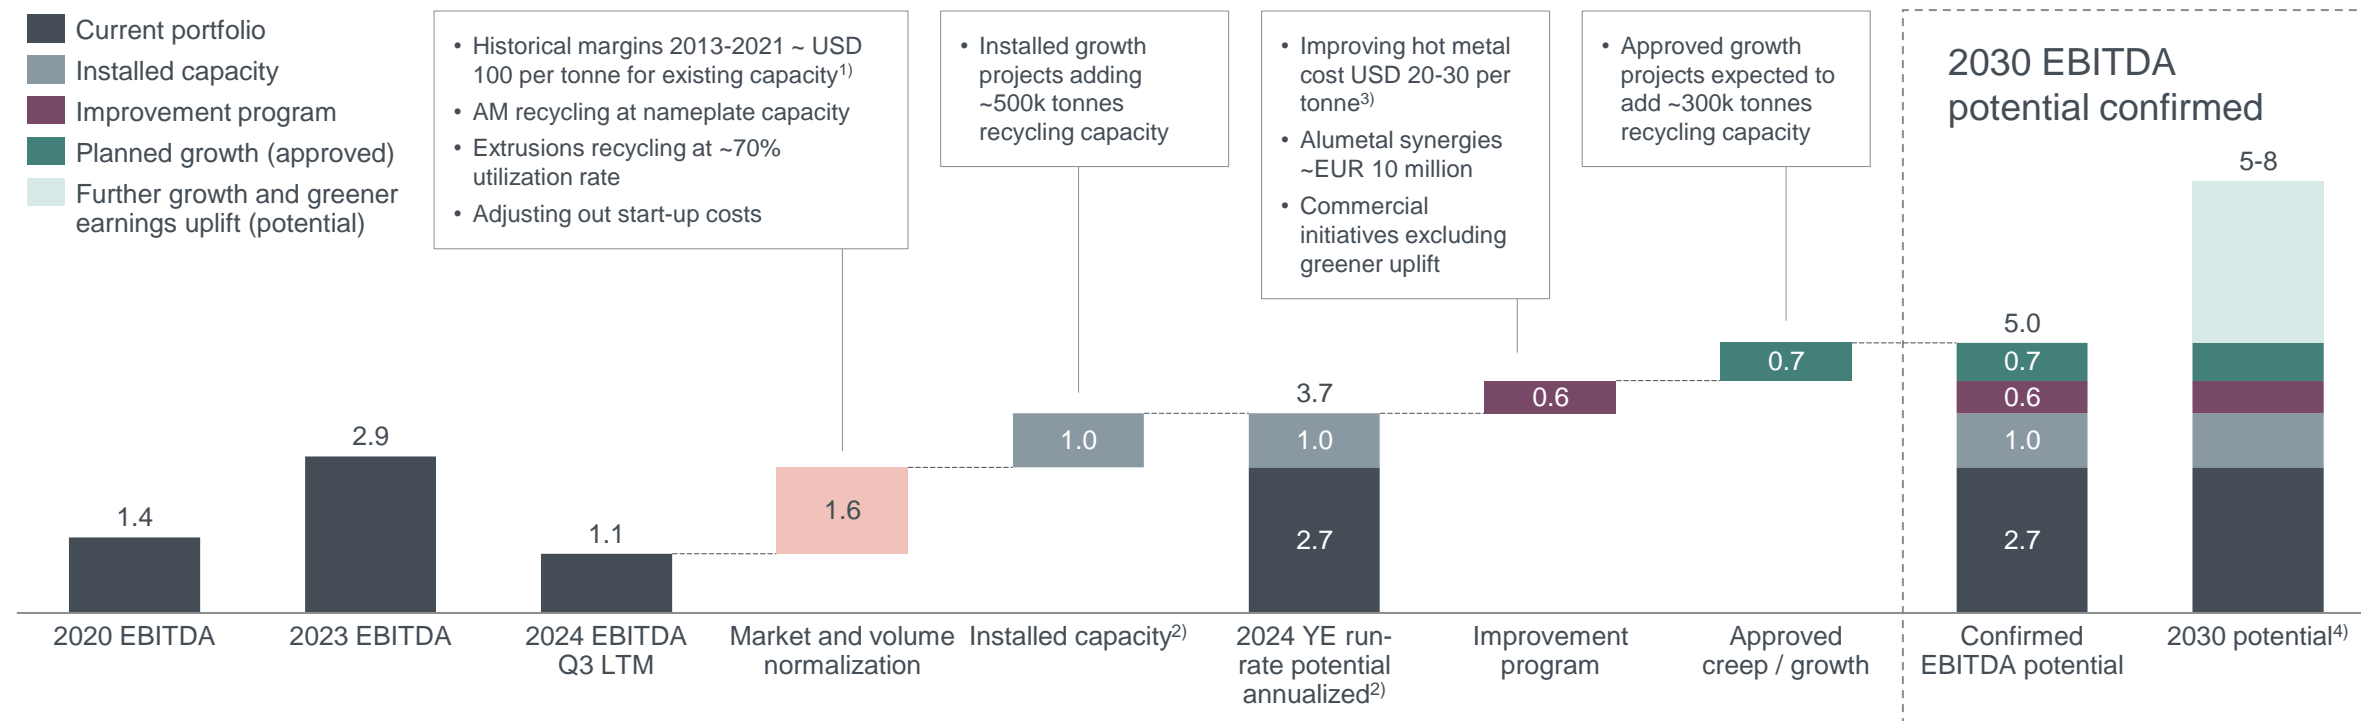 Current portfolio
Installed capacity
Improvement program
Planned growth (approved)
Further growth and greener
earnings uplift (potential)
• Historical margins 2013-2021 ~ USD
100 per tonne for existing capacity1)
• AM recycling at nameplate capacity
• Extrusions recycling at ~70%
utilization rate
• Adjusting out start-up costs
• Installed growth
projects adding
~500k tonnes
recycling capacity
• Improving hot metal
cost USD 20-30 per
tonne3)
• Alumetal synergies
~EUR 10 million
• Commercial
initiatives excluding
greener uplift
• Approved growth
projects expected to
add ~300k tonnes
recycling capacity
2030 EBITDA
potential confirmed
1.4
2.9
1.1
1.6
1.0
3.7
1.0
2.7
0.6
0.7
5.0
0.7
0.6
1.0
2.7
5-8
2020 EBITDA
2023 EBITDA
2024 EBITDA
Q3 LTM
Market and volume
normalization
Installed capacity2)
2024 YE run-
rate potential
annualized2)
Improvement
program
Approved
creep / growth
Confirmed
EBITDA potential
2030 potential4)